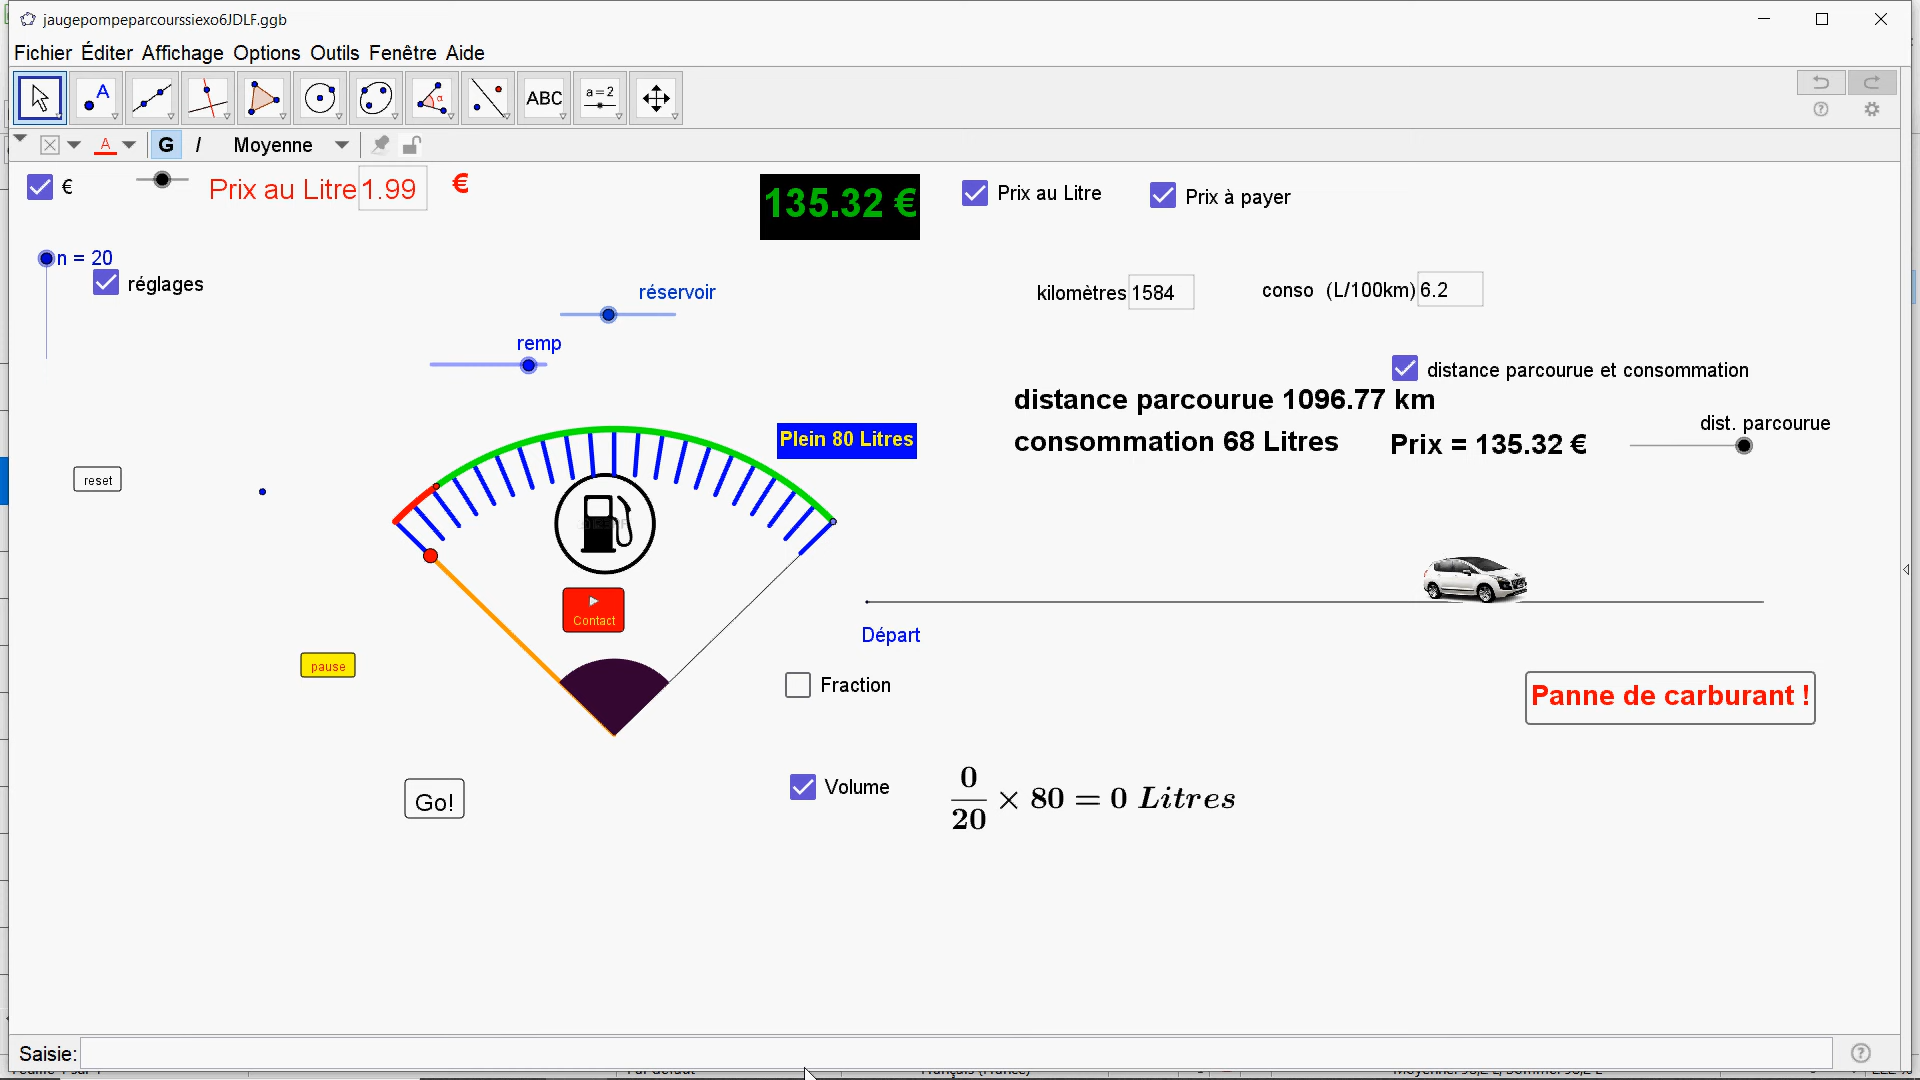 jaugepompeparcourssiexo6JDLF.ggb
Fichier Éditer Affichage Options Outils Fenêtre Aide
A
α
ABC
a=2
A G I Moyenne
€
Prix au Litre 1.99 €
135.32 €
Prix au Litre
Prix à payer
n = 20
réglages
réservoir
kilomètres 1584
conso (L/100km) 6.2
remp
distance parcourue et consommation
distance parcourue 1096.77 km
dist. parcourue
Plein 80 Litres
consommation 68 Litres
Prix = 135.32 €
reset
Contact
Départ
pause
Fraction
Panne de carburant !
Volume
0/20 × 80 = 0 Litres
Go!
Saisie: